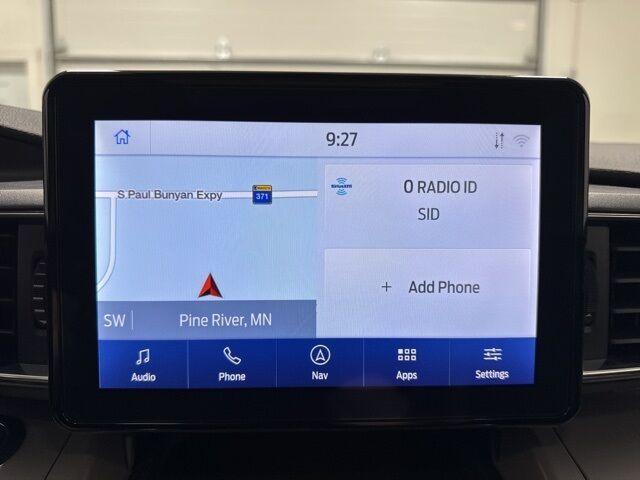 9:27
S Paul Bunyan Expy
371
SiriusXM
0 RADIO ID
SID
+ Add Phone
SW
Pine River, MN
Audio
Phone
Nav
Apps
Settings